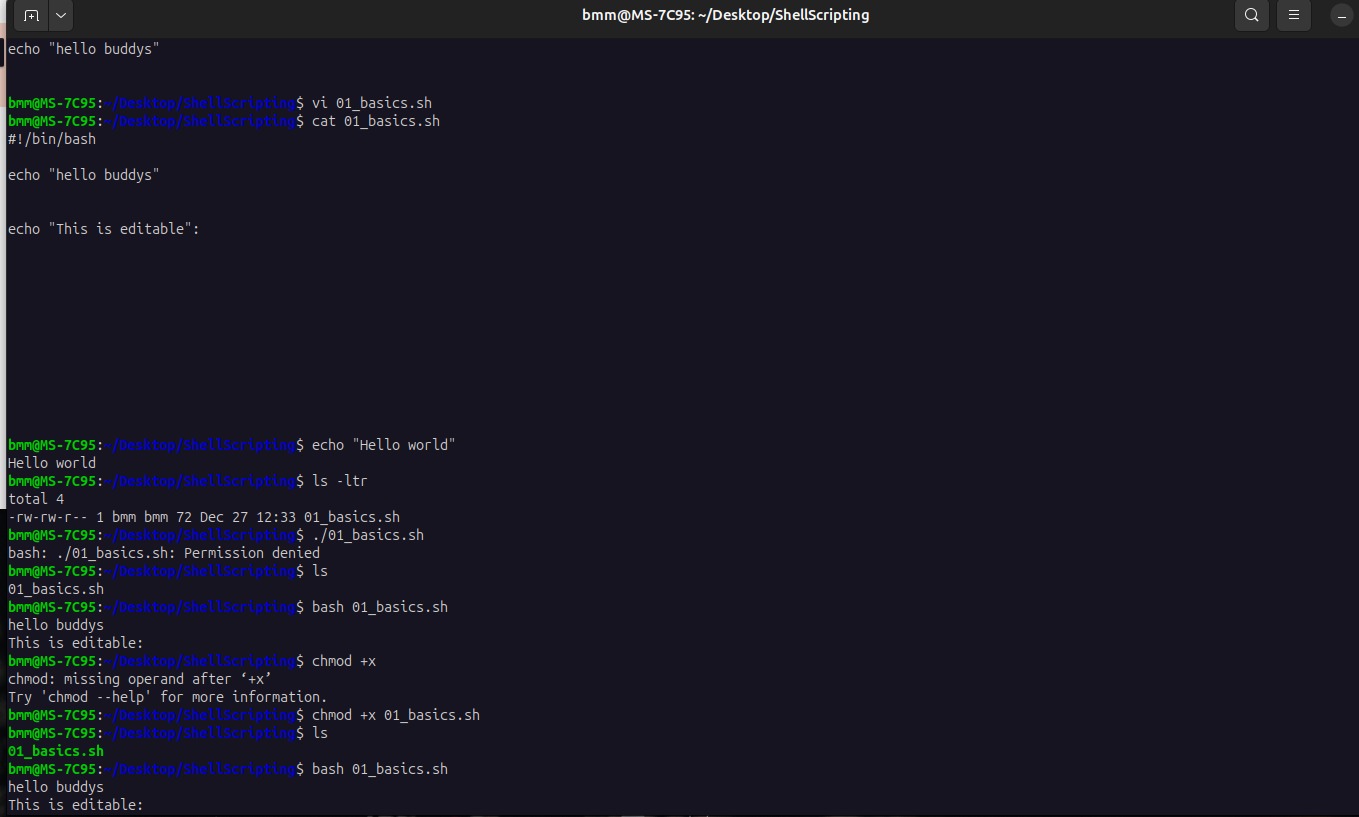 bmm@MS-7C95: ~/Desktop/ShellScripting
echo "hello buddys"
bmm@MS-7C95:~/Desktop/ShellScripting$ vi 01_basics.sh
bmm@MS-7C95:~/Desktop/ShellScripting$ cat 01_basics.sh
#!/bin/bash
echo "hello buddys"
echo "This is editable":
bmm@MS-7C95:~/Desktop/ShellScripting$ echo "Hello world"
Hello world
bmm@MS-7C95:~/Desktop/ShellScripting$ ls -ltr
total 4
-rw-rw-r-- 1 bmm bmm 72 Dec 27 12:33 01_basics.sh
bmm@MS-7C95:~/Desktop/ShellScripting$ ./01_basics.sh
bash: ./01_basics.sh: Permission denied
bmm@MS-7C95:~/Desktop/ShellScripting$ ls
01_basics.sh
bmm@MS-7C95:~/Desktop/ShellScripting$ bash 01_basics.sh
hello buddys
This is editable:
bmm@MS-7C95:~/Desktop/ShellScripting$ chmod +x
chmod: missing operand after ‘+x’
Try 'chmod --help' for more information.
bmm@MS-7C95:~/Desktop/ShellScripting$ chmod +x 01_basics.sh
bmm@MS-7C95:~/Desktop/ShellScripting$ ls
01_basics.sh
bmm@MS-7C95:~/Desktop/ShellScripting$ bash 01_basics.sh
hello buddys
This is editable: